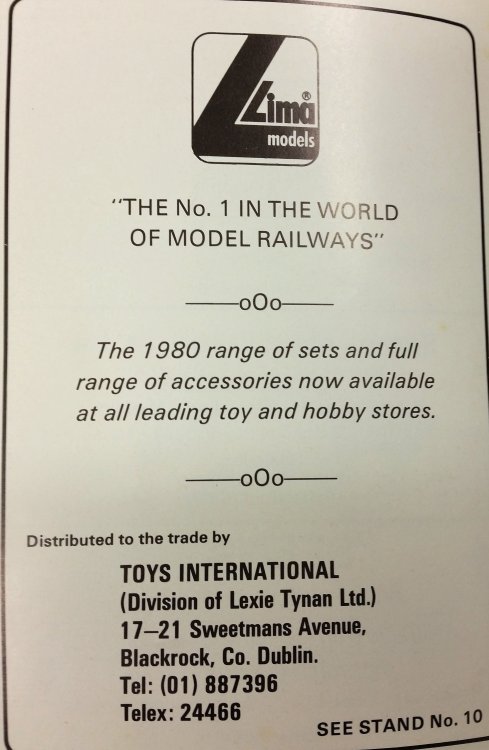 Lima®
models
"THE No. 1 IN THE WORLD
OF MODEL RAILWAYS"
———oOo———
The 1980 range of sets and full
range of accessories now available
at all leading toy and hobby stores.
———oOo———
Distributed to the trade by
TOYS INTERNATIONAL
(Division of Lexie Tynan Ltd.)
17–21 Sweetmans Avenue,
Blackrock, Co. Dublin.
Tel: (01) 887396
Telex: 24466
SEE STAND No. 10